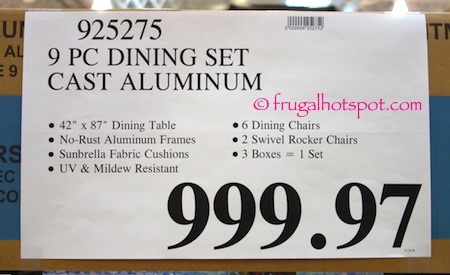 925275
9 PC DINING SET
CAST ALUMINUM
© frugalhotspot.com
• 42" x 87" Dining Table
• No-Rust Aluminum Frames
• Sunbrella Fabric Cushions
• UV & Mildew Resistant
• 6 Dining Chairs
• 2 Swivel Rocker Chairs
• 3 Boxes = 1 Set
999.97